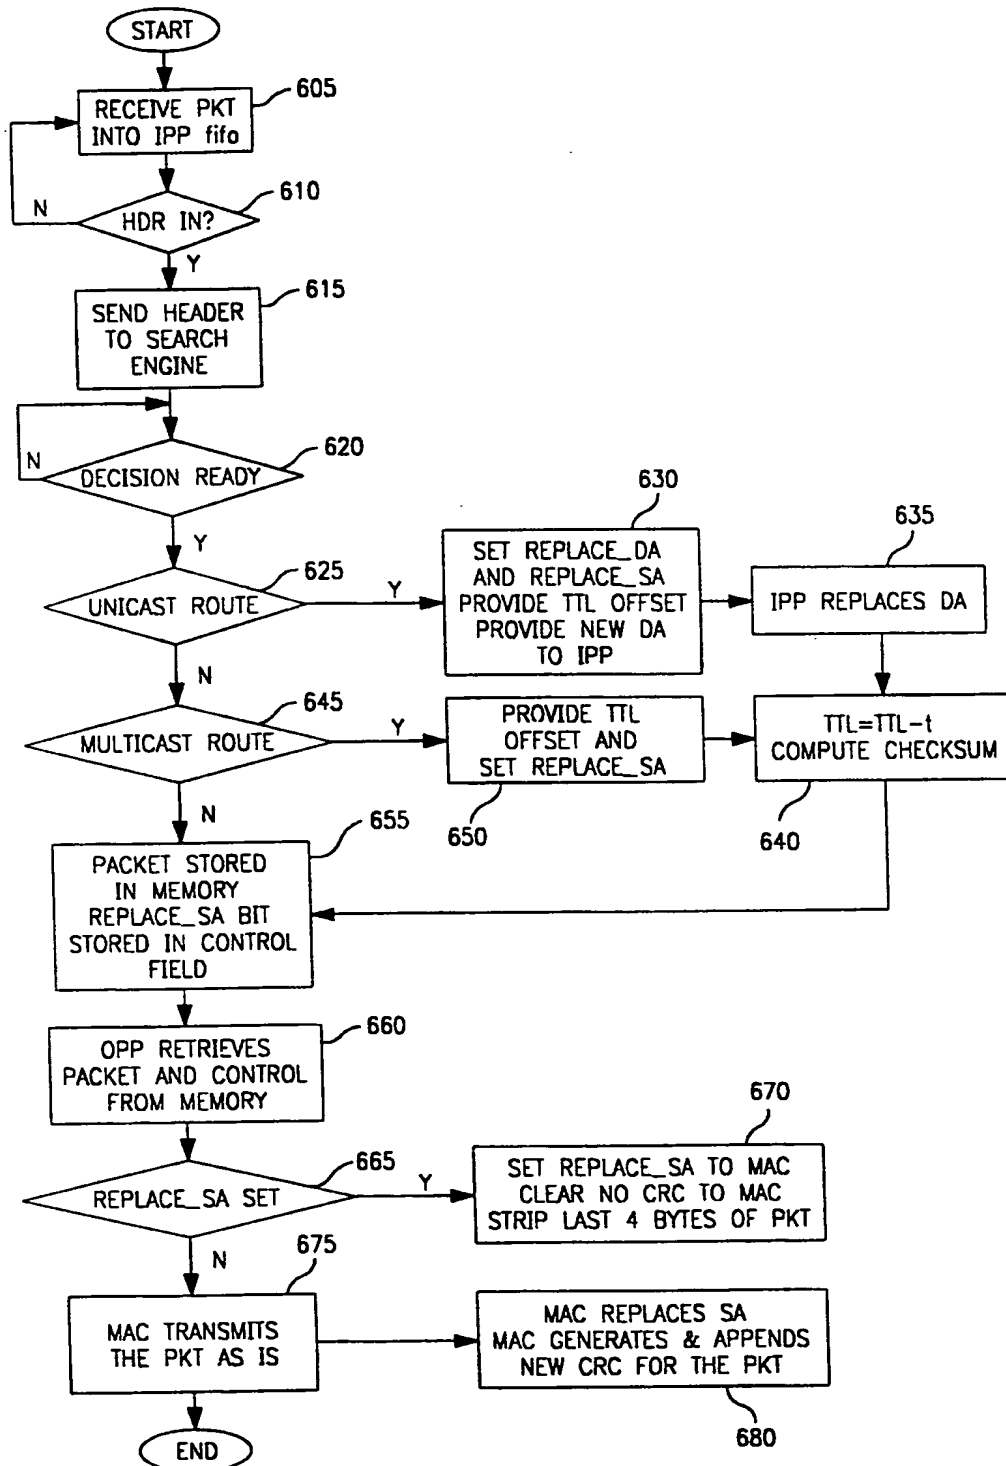 START
605
RECEIVE PKT
INTO IPP fifo
610
N
HDR IN?
Y
615
SEND HEADER
TO SEARCH
ENGINE
620
N
DECISION READY
Y
625
UNICAST ROUTE
Y
630
SET REPLACE_DA
AND REPLACE_SA
PROVIDE TTL OFFSET
PROVIDE NEW DA
TO IPP
635
IPP REPLACES DA
N
645
MULTICAST ROUTE
Y
PROVIDE TTL
OFFSET AND
SET REPLACE_SA
650
TTL=TTL-t
COMPUTE CHECKSUM
640
N
655
PACKET STORED
IN MEMORY
REPLACE_SA BIT
STORED IN CONTROL
FIELD
660
OPP RETRIEVES
PACKET AND CONTROL
FROM MEMORY
665
REPLACE_SA SET
Y
670
SET REPLACE_SA TO MAC
CLEAR NO CRC TO MAC
STRIP LAST 4 BYTES OF PKT
N
675
MAC TRANSMITS
THE PKT AS IS
MAC REPLACES SA
MAC GENERATES & APPENDS
NEW CRC FOR THE PKT
680
END